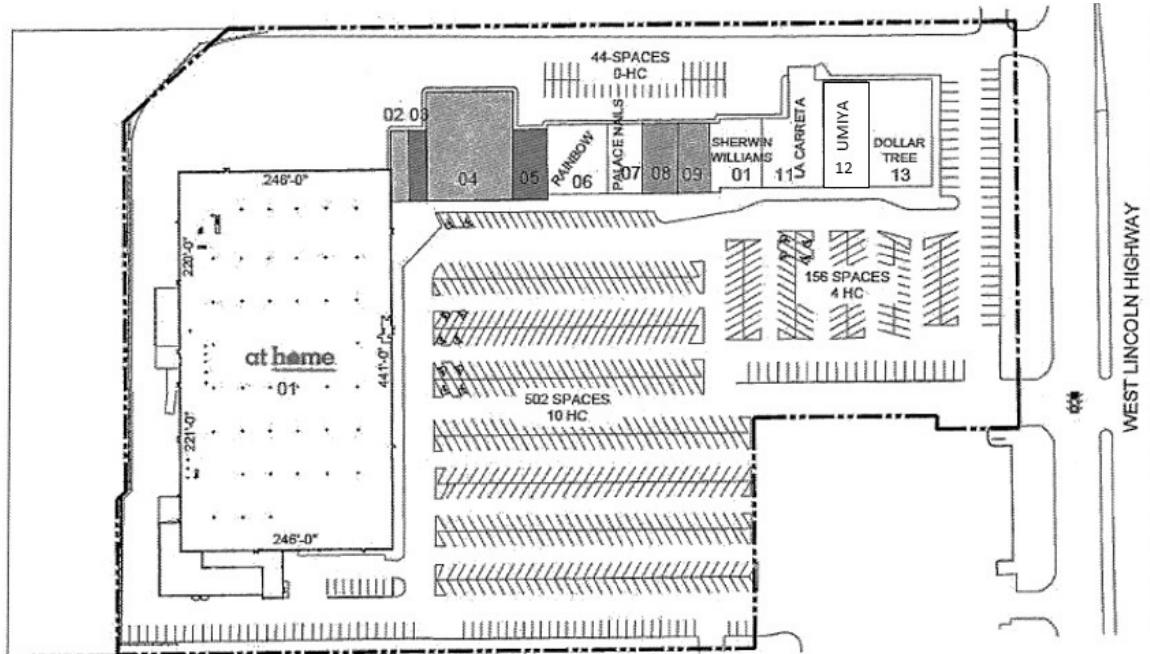 44-SPACES
0-HC
02
03
04
05
RAINBOW
06
PALACE NAILS
07
08
09
SHERWIN
WILLIAMS
01
11
LA CARRETA
UMIYA
12
DOLLAR
TREE
13
246'-0"
220'-0"
at home
01
441'-0"
221'-0"
246'-0"
156 SPACES
4 HC
502 SPACES
10 HC
WEST LINCOLN HIGHWAY